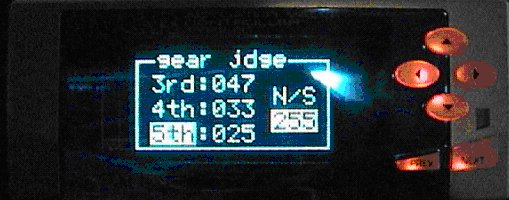 gear jdge
3rd:047
4th:033
5th:025
N/S
255
PREV
NEXT